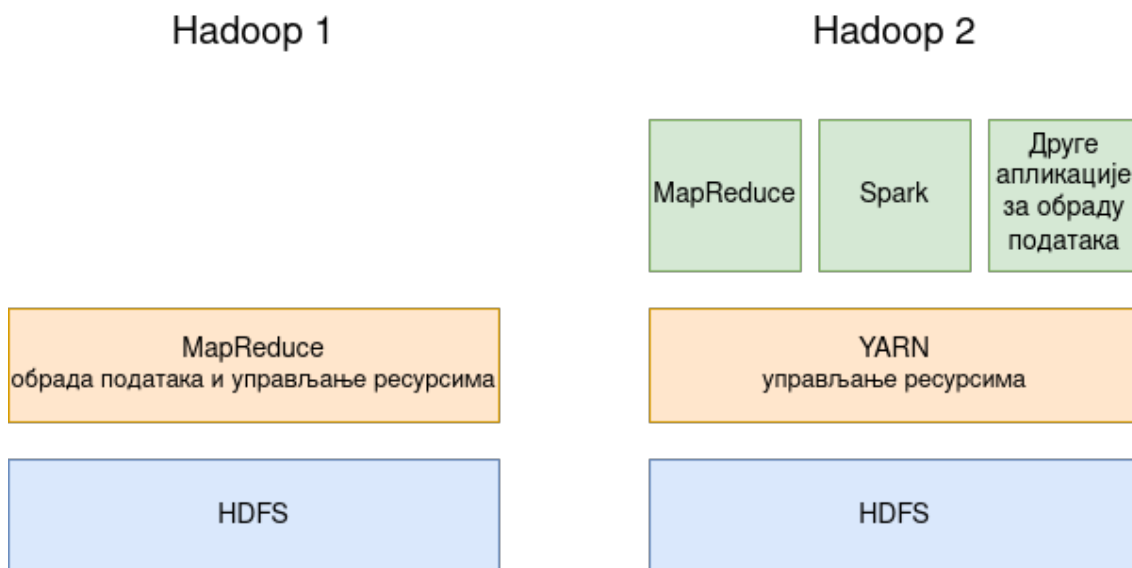 Hadoop 1
MapReduce
обрада података и управљање ресурсима
HDFS
Hadoop 2
MapReduce
Spark
Друге
апликације
за обраду
података
YARN
управљање ресурсима
HDFS